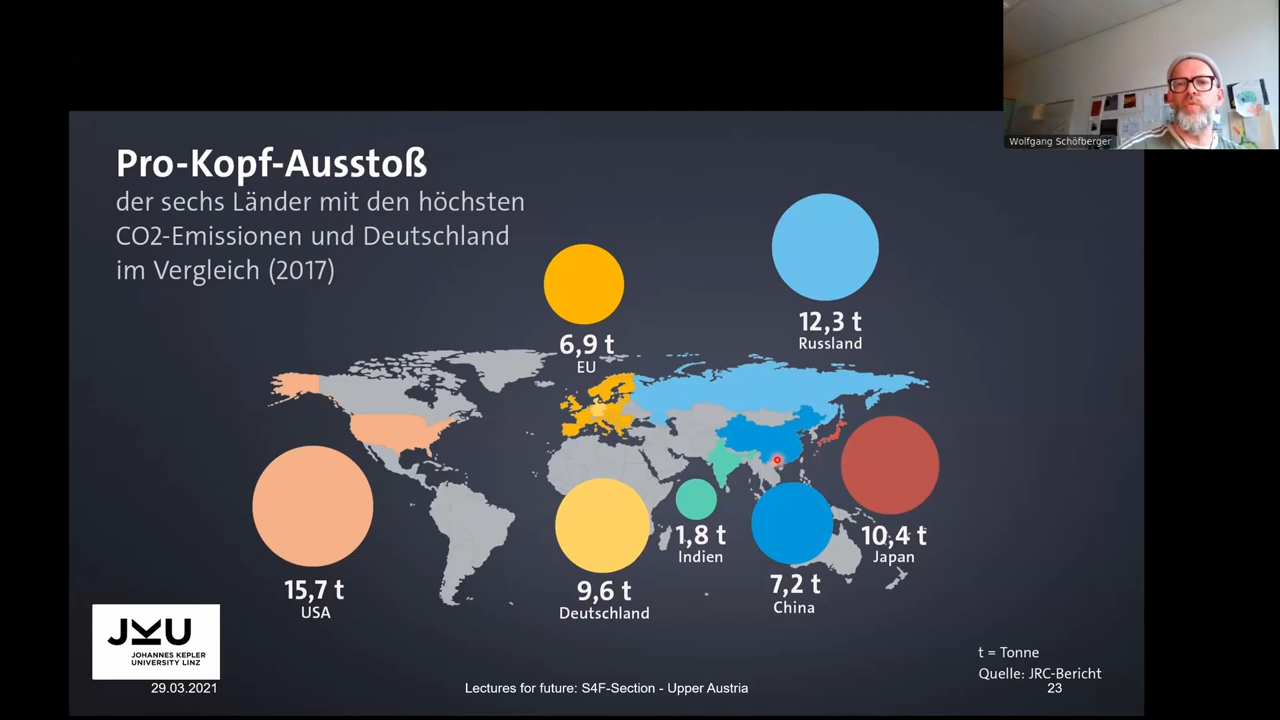 Wolfgang Schöfberger
Pro-Kopf-Ausstoß
der sechs Länder mit den höchsten
CO2-Emissionen und Deutschland
im Vergleich (2017)
12,3 t
Russland
6,9 t
EU
1,8 t
Indien
10,4 t
Japan
15,7 t
USA
9,6 t
Deutschland
7,2 t
China
JKU
JOHANNES KEPLER
UNIVERSITY LINZ
t = Tonne
Quelle: JRC-Bericht
29.03.2021
Lectures for future: S4F-Section - Upper Austria
23